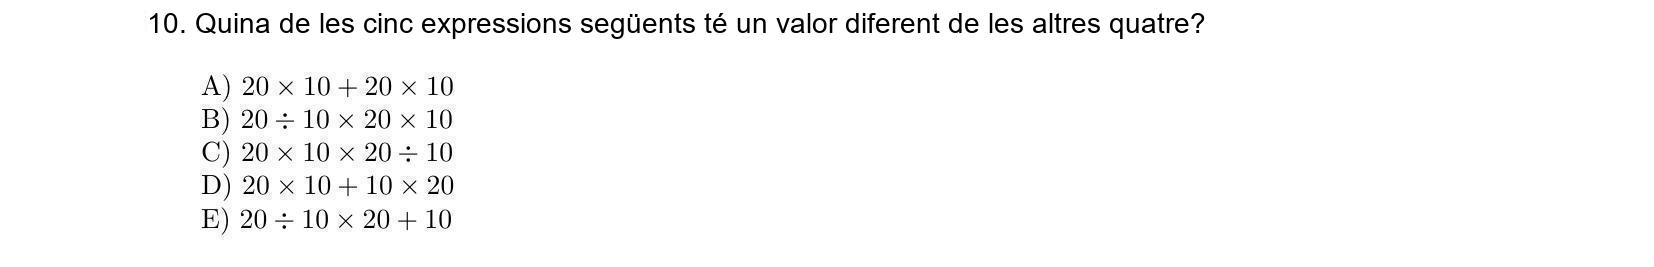 10. Quina de les cinc expressions següents té un valor diferent de les altres quatre?
A) 20 × 10 + 20 × 10
B) 20 ÷ 10 × 20 × 10
C) 20 × 10 × 20 ÷ 10
D) 20 × 10 + 10 × 20
E) 20 ÷ 10 × 20 + 10